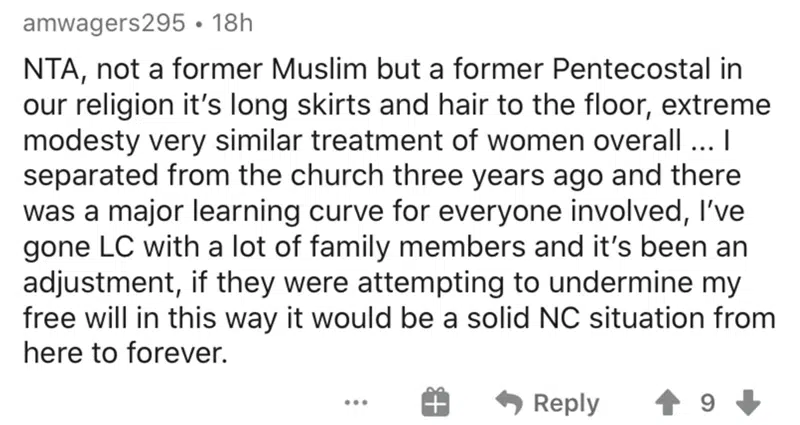 amwagers295 • 18h
NTA, not a former Muslim but a former Pentecostal in
our religion it’s long skirts and hair to the floor, extreme
modesty very similar treatment of women overall ... I
separated from the church three years ago and there
was a major learning curve for everyone involved, I’ve
gone LC with a lot of family members and it’s been an
adjustment, if they were attempting to undermine my
free will in this way it would be a solid NC situation from
here to forever.
... Reply 9